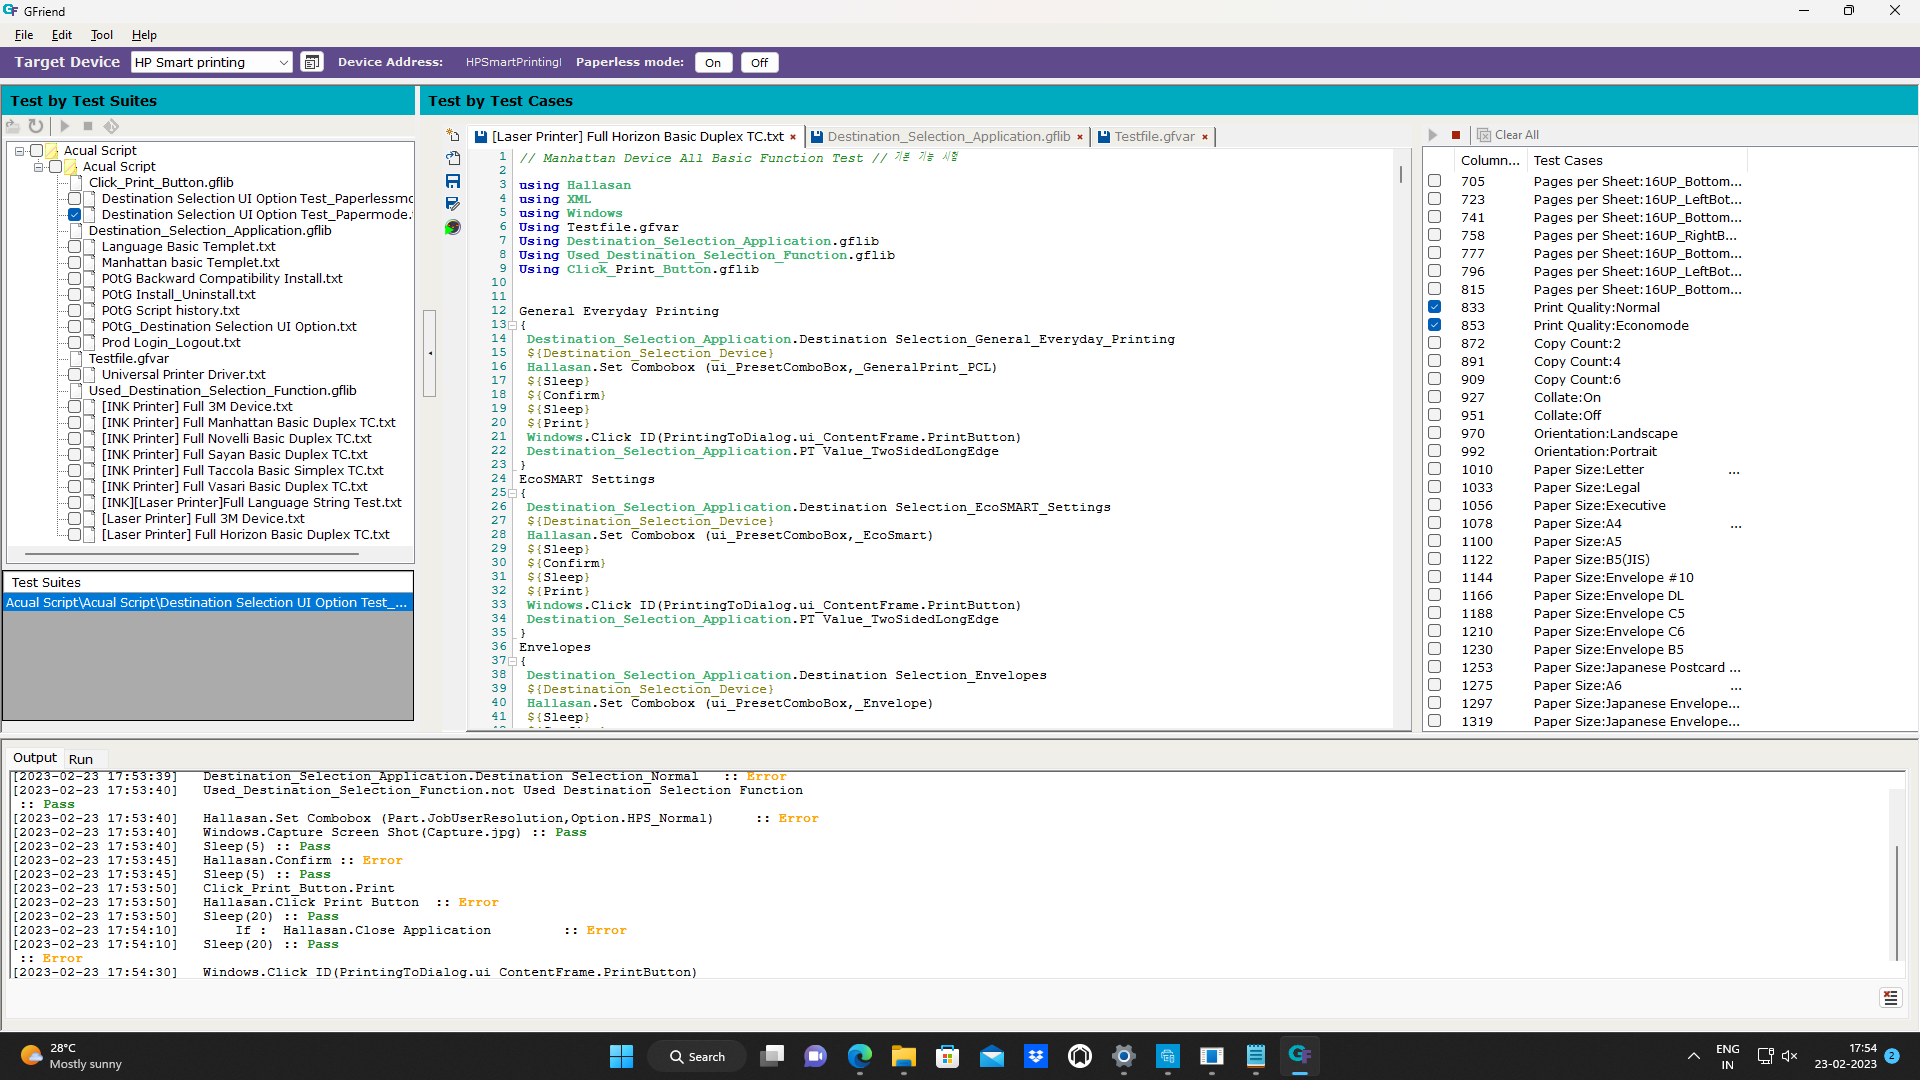 GFriend
File Edit Tool Help
Target Device HP Smart printing Device Address: HPSmartPrintingI Paperless mode: On Off
Test by Test Suites
Acual Script
Acual Script
Click_Print_Button.gflib
Destination Selection UI Option Test_Paperlessmo
Destination Selection UI Option Test_Papermode.
Destination_Selection_Application.gflib
Language Basic Templet.txt
Manhattan basic Templet.txt
POtG Backward Compatibility Install.txt
POtG Install_Uninstall.txt
POtG Script history.txt
POtG_Destination Selection UI Option.txt
Prod Login_Logout.txt
Testfile.gfvar
Universal Printer Driver.txt
Used_Destination_Selection_Function.gflib
[INK Printer] Full 3M Device.txt
[INK Printer] Full Manhattan Basic Duplex TC.txt
[INK Printer] Full Novelli Basic Duplex TC.txt
[INK Printer] Full Sayan Basic Duplex TC.txt
[INK Printer] Full Taccola Basic Simplex TC.txt
[INK Printer] Full Vasari Basic Duplex TC.txt
[INK][Laser Printer]Full Language String Test.txt
[Laser Printer] Full 3M Device.txt
[Laser Printer] Full Horizon Basic Duplex TC.txt
Test Suites
Acual Script\Acual Script\Destination Selection UI Option Test_...
Test by Test Cases
[Laser Printer] Full Horizon Basic Duplex TC.txt Destination_Selection_Application.gflib Testfile.gfvar
1 // Manhattan Device All Basic Function Test // 기본 기능 시험
2
3 using Hallasan
4 using XML
5 using Windows
6 Using Testfile.gfvar
7 Using Destination_Selection_Application.gflib
8 Using Used_Destination_Selection_Function.gflib
9 Using Click_Print_Button.gflib
10
11
12 General Everyday Printing
13 {
14 Destination_Selection_Application.Destination Selection_General_Everyday_Printing
15 ${Destination_Selection_Device}
16 Hallasan.Set Combobox (ui_PresetComboBox,_GeneralPrint_PCL)
17 ${Sleep}
18 ${Confirm}
19 ${Sleep}
20 ${Print}
21 Windows.Click ID(PrintingToDialog.ui_ContentFrame.PrintButton)
22 Destination_Selection_Application.PT Value_TwoSidedLongEdge
23 }
24 EcoSMART Settings
25 {
26 Destination_Selection_Application.Destination Selection_EcoSMART_Settings
27 ${Destination_Selection_Device}
28 Hallasan.Set Combobox (ui_PresetComboBox,_EcoSmart)
29 ${Sleep}
30 ${Confirm}
31 ${Sleep}
32 ${Print}
33 Windows.Click ID(PrintingToDialog.ui_ContentFrame.PrintButton)
34 Destination_Selection_Application.PT Value_TwoSidedLongEdge
35 }
36 Envelopes
37 {
38 Destination_Selection_Application.Destination Selection_Envelopes
39 ${Destination_Selection_Device}
40 Hallasan.Set Combobox (ui_PresetComboBox,_Envelope)
41 ${Sleep}
Clear All
Column... Test Cases
705 Pages per Sheet:16UP_Bottom...
723 Pages per Sheet:16UP_LeftBot...
741 Pages per Sheet:16UP_Bottom...
758 Pages per Sheet:16UP_RightB...
777 Pages per Sheet:16UP_Bottom...
796 Pages per Sheet:16UP_LeftBot...
815 Pages per Sheet:16UP_Bottom...
833 Print Quality:Normal
853 Print Quality:Economode
872 Copy Count:2
891 Copy Count:4
909 Copy Count:6
927 Collate:On
951 Collate:Off
970 Orientation:Landscape
992 Orientation:Portrait
1010 Paper Size:Letter ...
1033 Paper Size:Legal
1056 Paper Size:Executive
1078 Paper Size:A4 ...
1100 Paper Size:A5
1122 Paper Size:B5(JIS)
1144 Paper Size:Envelope #10
1166 Paper Size:Envelope DL
1188 Paper Size:Envelope C5
1210 Paper Size:Envelope C6
1230 Paper Size:Envelope B5
1253 Paper Size:Japanese Postcard ...
1275 Paper Size:A6 ...
1297 Paper Size:Japanese Envelope...
1319 Paper Size:Japanese Envelope...
Output Run
[2023-02-23 17:53:39] Destination_Selection_Application.Destination Selection_Normal :: Error
[2023-02-23 17:53:40] Used_Destination_Selection_Function.not Used Destination Selection Function
:: Pass
[2023-02-23 17:53:40] Hallasan.Set Combobox (Part.JobUserResolution,Option.HPS_Normal) :: Error
[2023-02-23 17:53:40] Windows.Capture Screen Shot(Capture.jpg) :: Pass
[2023-02-23 17:53:40] Sleep(5) :: Pass
[2023-02-23 17:53:45] Hallasan.Confirm :: Error
[2023-02-23 17:53:45] Sleep(5) :: Pass
[2023-02-23 17:53:50] Click_Print_Button.Print
[2023-02-23 17:53:50] Hallasan.Click Print Button :: Error
[2023-02-23 17:53:50] Sleep(20) :: Pass
[2023-02-23 17:54:10] If : Hallasan.Close Application :: Error
[2023-02-23 17:54:10] Sleep(20) :: Pass
:: Error
[2023-02-23 17:54:30] Windows.Click ID(PrintingToDialog.ui ContentFrame.PrintButton)
28°C
Mostly sunny
Search
ENG
IN
17:54
23-02-2023
2